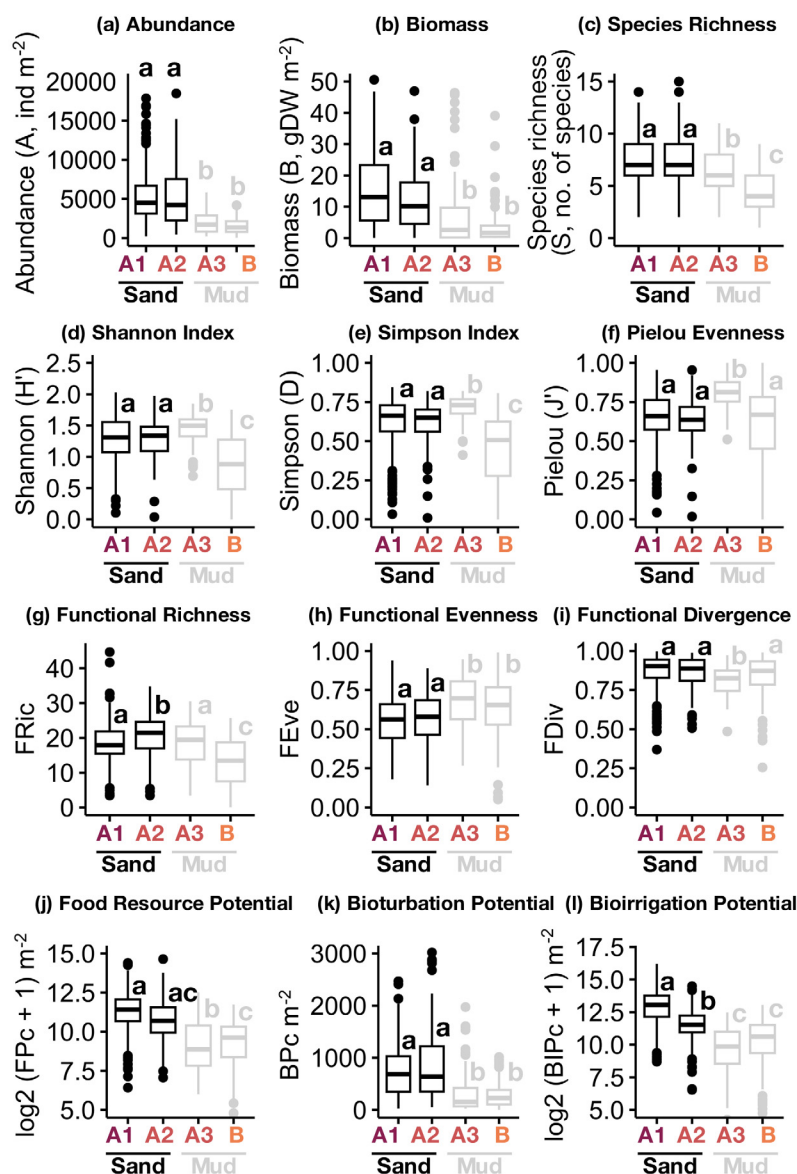 (a) Abundance
Abundance (A, ind m-2)
20000
15000
10000
5000
0
a a b b
A1 A2 A3 B
Sand Mud
(b) Biomass
Biomass (B, gDW m-2)
50
40
30
20
10
0
a a b b
A1 A2 A3 B
Sand Mud
(c) Species Richness
Species richness
(S, no. of species)
15
10
5
0
a a b c
A1 A2 A3 B
Sand Mud
(d) Shannon Index
Shannon (H')
2.5
2.0
1.5
1.0
0.5
0.0
a a b c
A1 A2 A3 B
Sand Mud
(e) Simpson Index
Simpson (D)
1.00
0.75
0.50
0.25
0.00
a a b c
A1 A2 A3 B
Sand Mud
(f) Pielou Evenness
Pielou (J')
1.00
0.75
0.50
0.25
0.00
a a b a
A1 A2 A3 B
Sand Mud
(g) Functional Richness
FRic
40
30
20
10
0
a b a c
A1 A2 A3 B
Sand Mud
(h) Functional Evenness
FEve
1.00
0.75
0.50
0.25
0.00
a a b b
A1 A2 A3 B
Sand Mud
(i) Functional Divergence
FDiv
1.00
0.75
0.50
0.25
0.00
a a b a
A1 A2 A3 B
Sand Mud
(j) Food Resource Potential
log2 (FPc + 1) m-2
15.0
12.5
10.0
7.5
5.0
a ac b c
A1 A2 A3 B
Sand Mud
(k) Bioturbation Potential
BPc m-2
3000
2000
1000
0
a a b b
A1 A2 A3 B
Sand Mud
(l) Bioirrigation Potential
log2 (BIPc + 1) m-2
17.5
15.0
12.5
10.0
7.5
5.0
a b c c
A1 A2 A3 B
Sand Mud